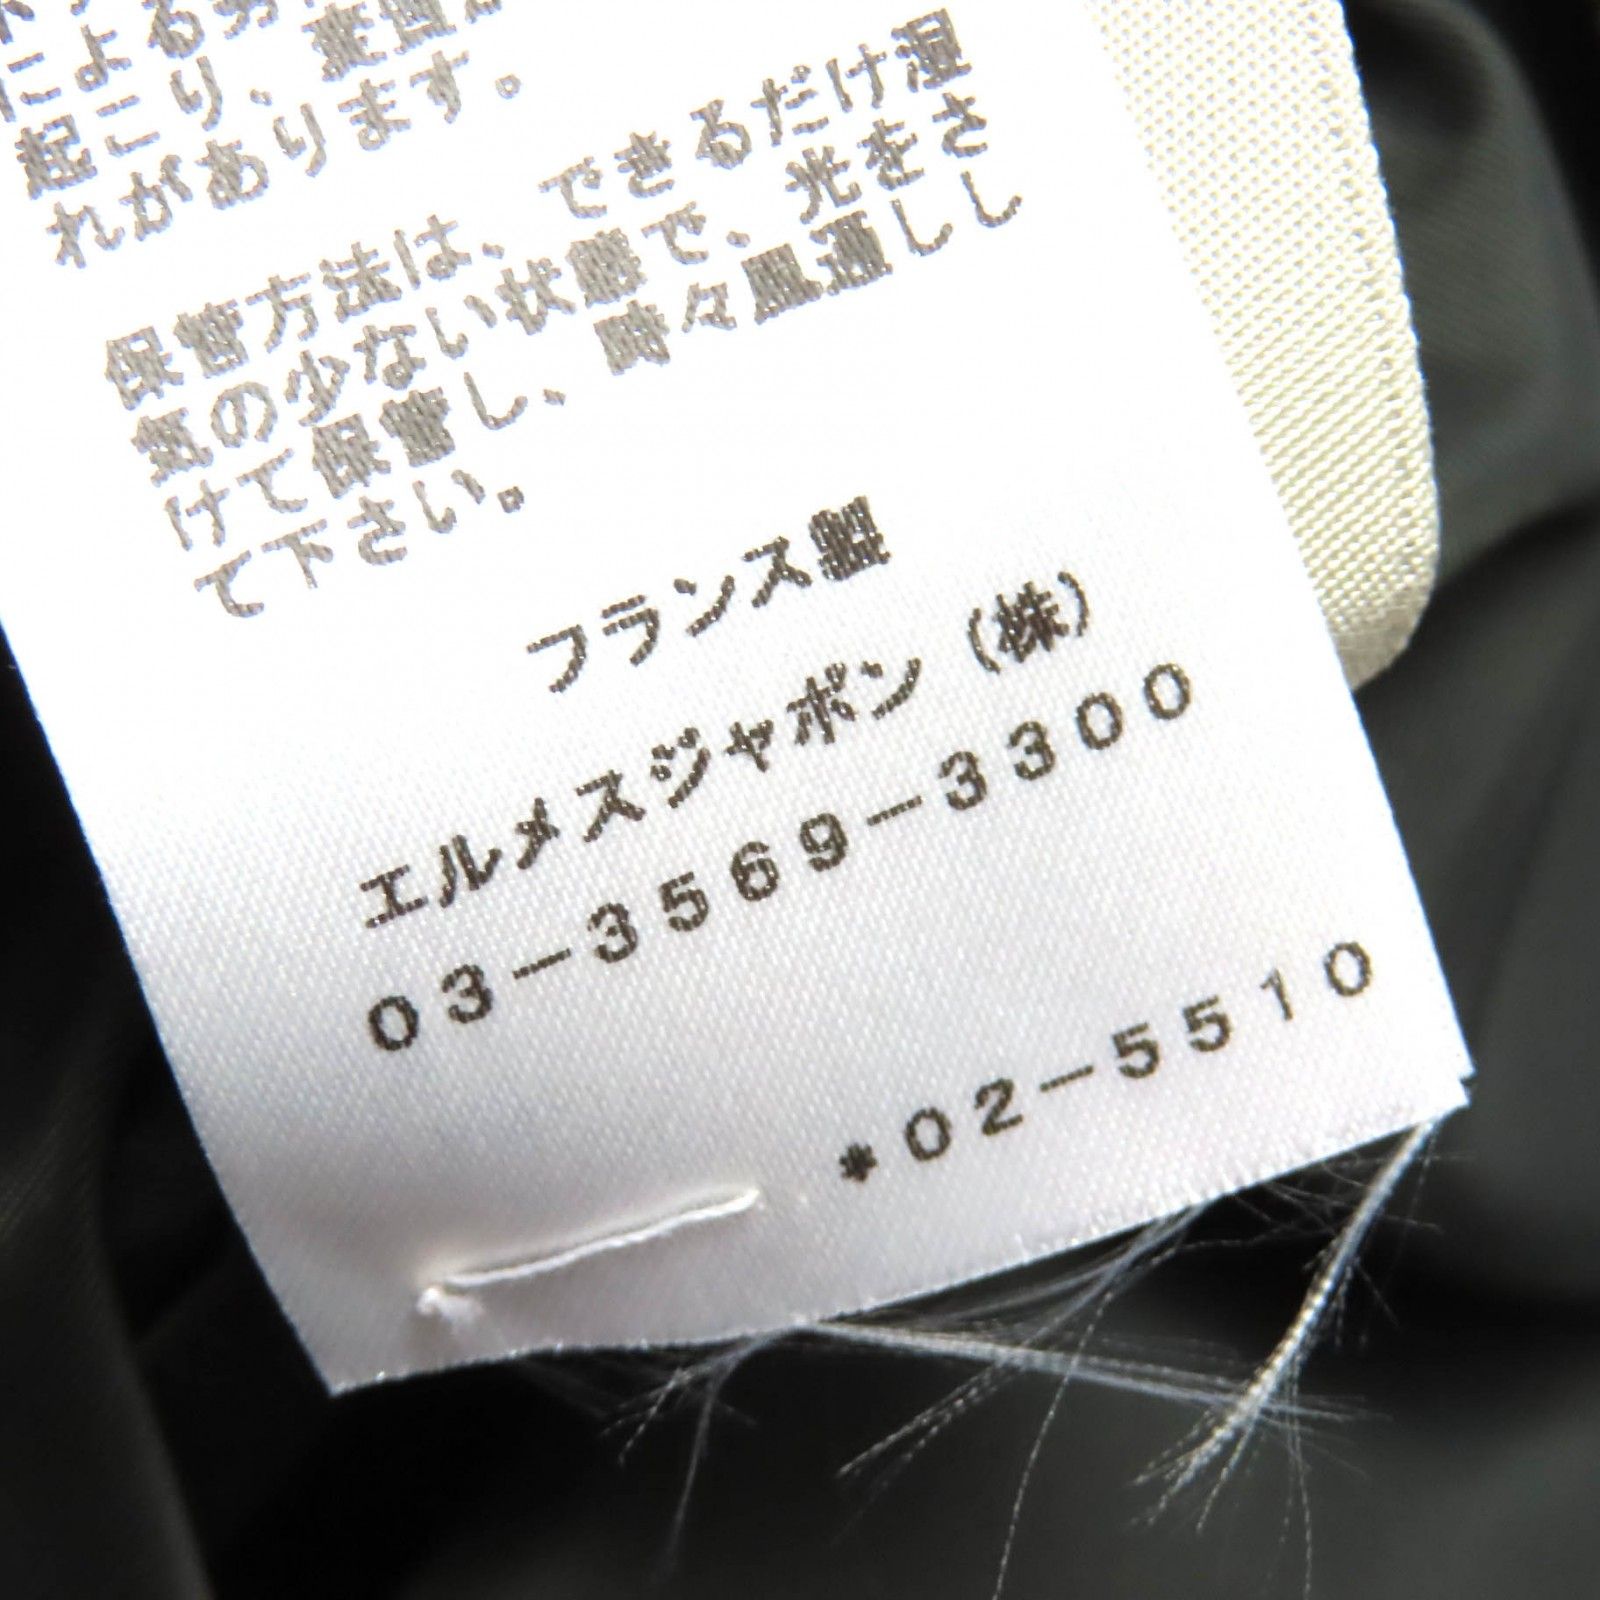 による
起こり、変
れがあります。
保管方法は、できるだけ湿
気の少ない状態で、光をさ
けて保管し、時々風通しし
て下さい。
フランス製
エルメスジャポン（株）
03-3569-3300
*02-5510